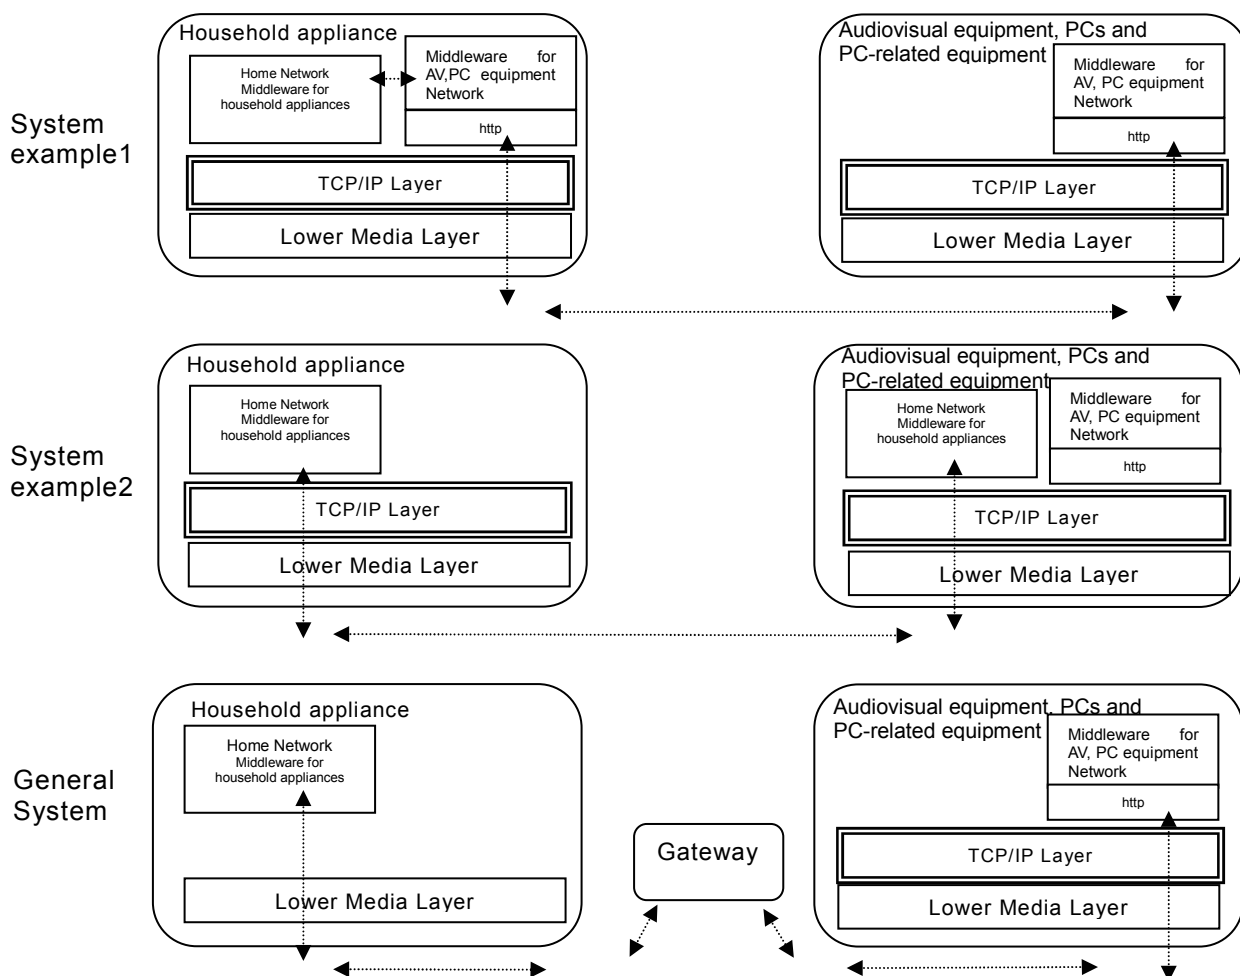 Household appliance
Home Network
Middleware for
household appliances
Middleware for
AV,PC equipment
Network
http
TCP/IP Layer
Lower Media Layer
Audiovisual equipment, PCs and
PC-related equipment
Middleware for
AV, PC equipment
Network
http
TCP/IP Layer
Lower Media Layer
System
example1
Household appliance
Home Network
Middleware for
household appliances
TCP/IP Layer
Lower Media Layer
Audiovisual equipment, PCs and
PC-related equipment
Home Network
Middleware for
household appliances
Middleware for
AV, PC equipment
Network
http
TCP/IP Layer
Lower Media Layer
System
example2
Household appliance
Home Network
Middleware for
household appliances
Lower Media Layer
Gateway
Audiovisual equipment, PCs and
PC-related equipment
Middleware for
AV, PC equipment
Network
http
TCP/IP Layer
Lower Media Layer
General
System